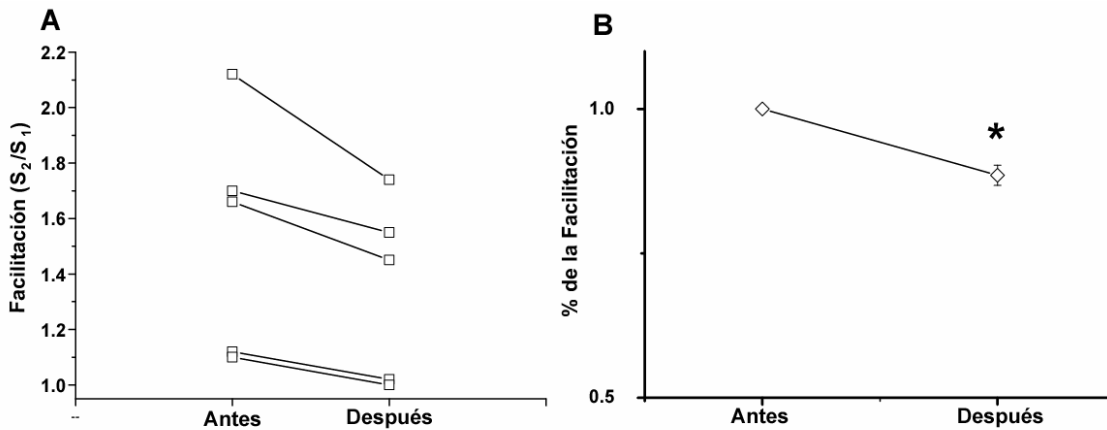 A
Facilitación (S₂/S₁)
2.2
2.0
1.8
1.6
1.4
1.2
1.0
--
Antes
Después
B
% de la Facilitación
1.0
0.5
*
Antes
Después